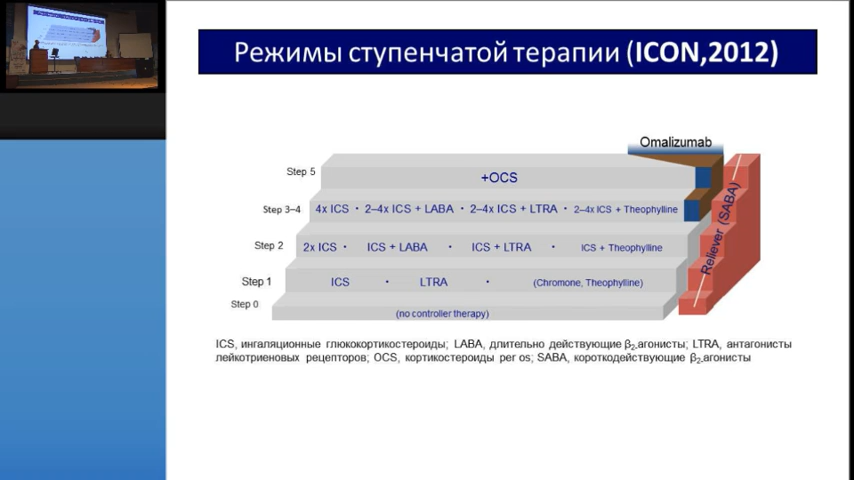 Режимы ступенчатой терапии (ICON,2012)
Omalizumab
Step 5
+OCS
Step 3–4
4x ICS · 2–4x ICS + LABA · 2–4x ICS + LTRA · 2–4x ICS + Theophylline
Step 2
2x ICS · ICS + LABA · ICS + LTRA · ICS + Theophylline
Step 1
ICS · LTRA · (Chromone, Theophylline)
Step 0
(no controller therapy)
Reliever (SABA)
ICS, ингаляционные глюкокортикостероиды; LABA, длительно действующие β2-агонисты; LTRA, антагонисты
лейкотриеновых рецепторов; OCS, кортикостероиды per os; SABA, короткодействующие β2-агонисты